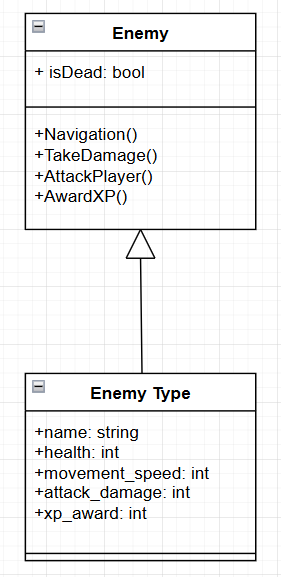 Enemy
+ isDead: bool
+Navigation()
+TakeDamage()
+AttackPlayer()
+AwardXP()
Enemy Type
+name: string
+health: int
+movement_speed: int
+attack_damage: int
+xp_award: int